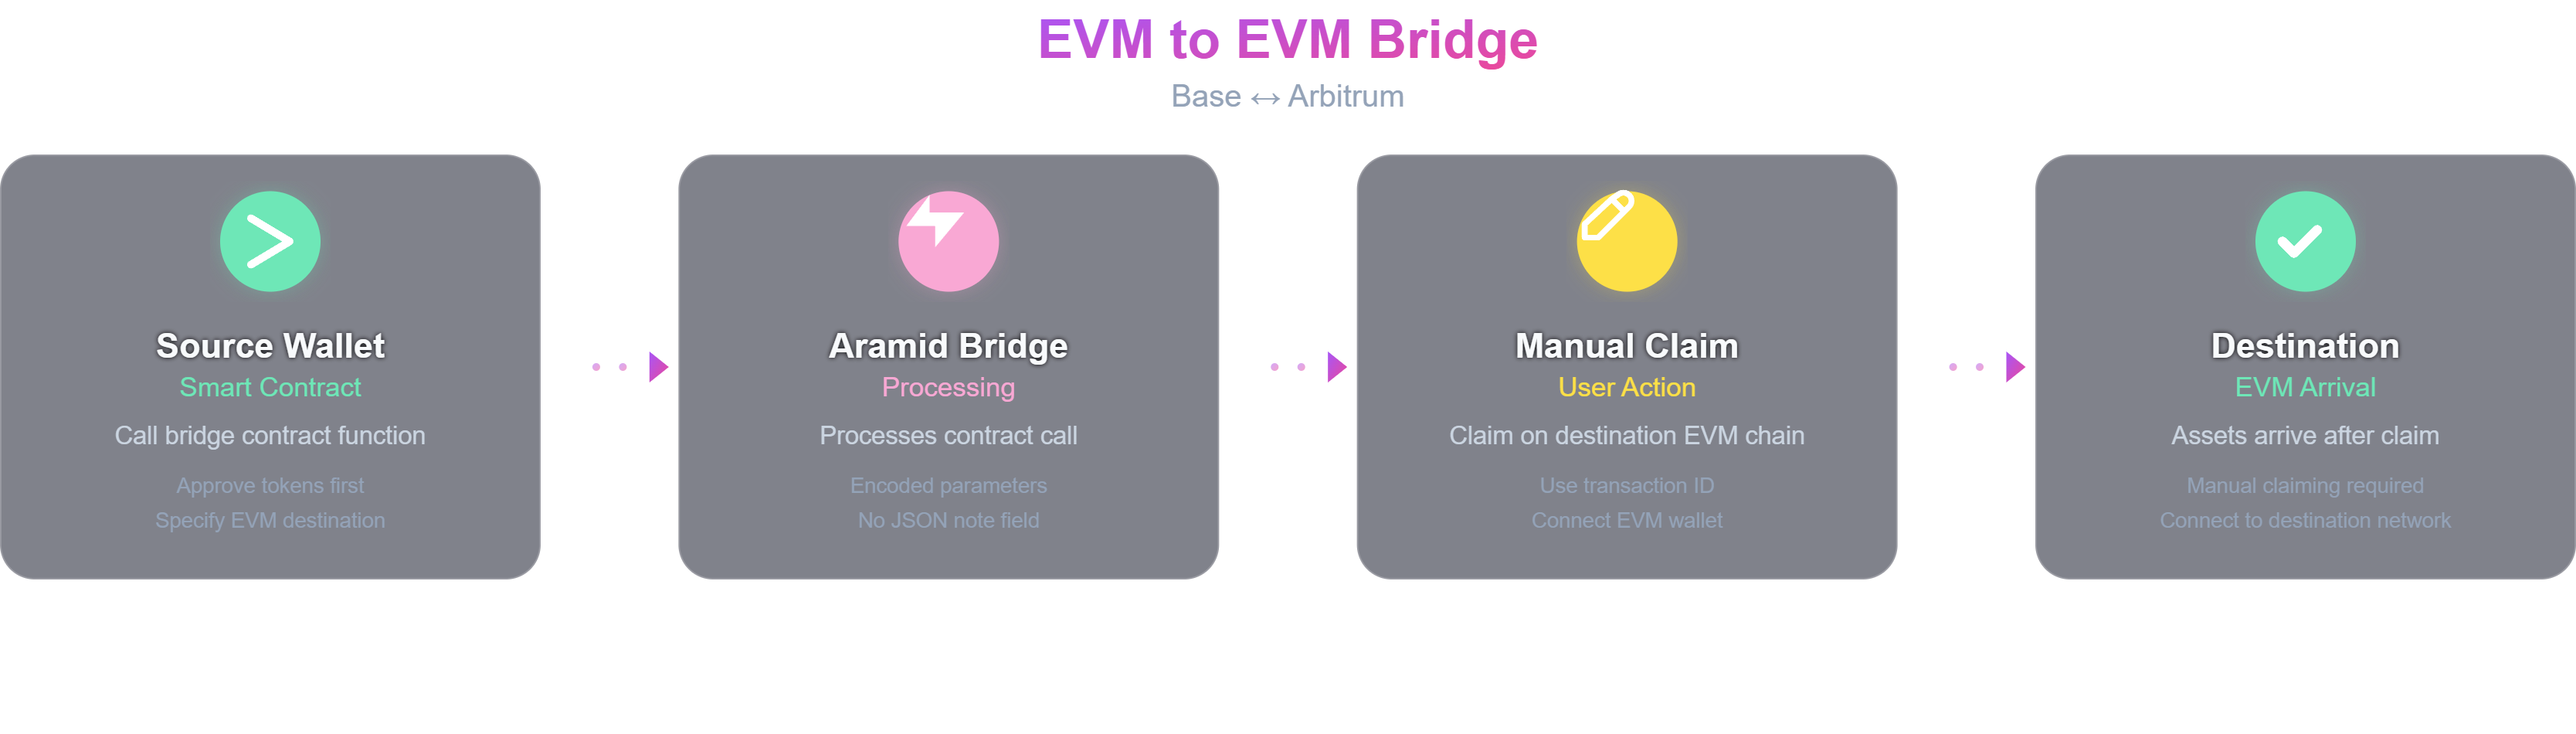 EVM to EVM Bridge
Base ↔ Arbitrum
Source Wallet
Smart Contract
Call bridge contract function
Approve tokens first
Specify EVM destination
Aramid Bridge
Processing
Processes contract call
Encoded parameters
No JSON note field
Manual Claim
User Action
Claim on destination EVM chain
Use transaction ID
Connect EVM wallet
Destination
EVM Arrival
Assets arrive after claim
Manual claiming required
Connect to destination network